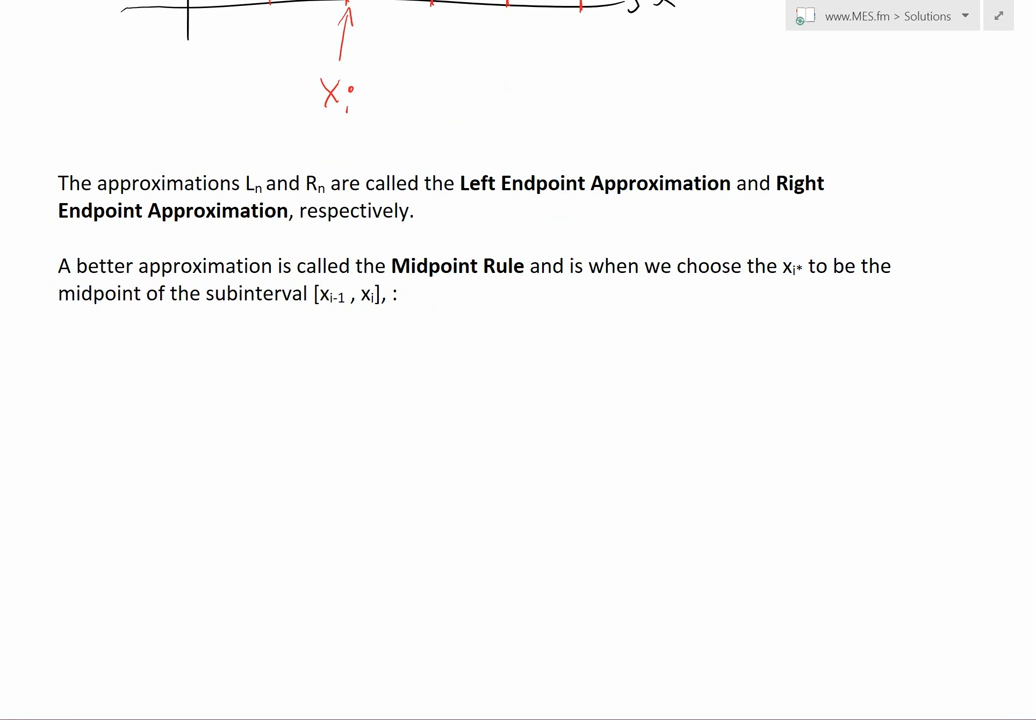 x
www.MES.fm > Solutions
Xi
The approximations Ln and Rn are called the Left Endpoint Approximation and Right
Endpoint Approximation, respectively.
A better approximation is called the Midpoint Rule and is when we choose the xi* to be the
midpoint of the subinterval [xi-1 , xi], :